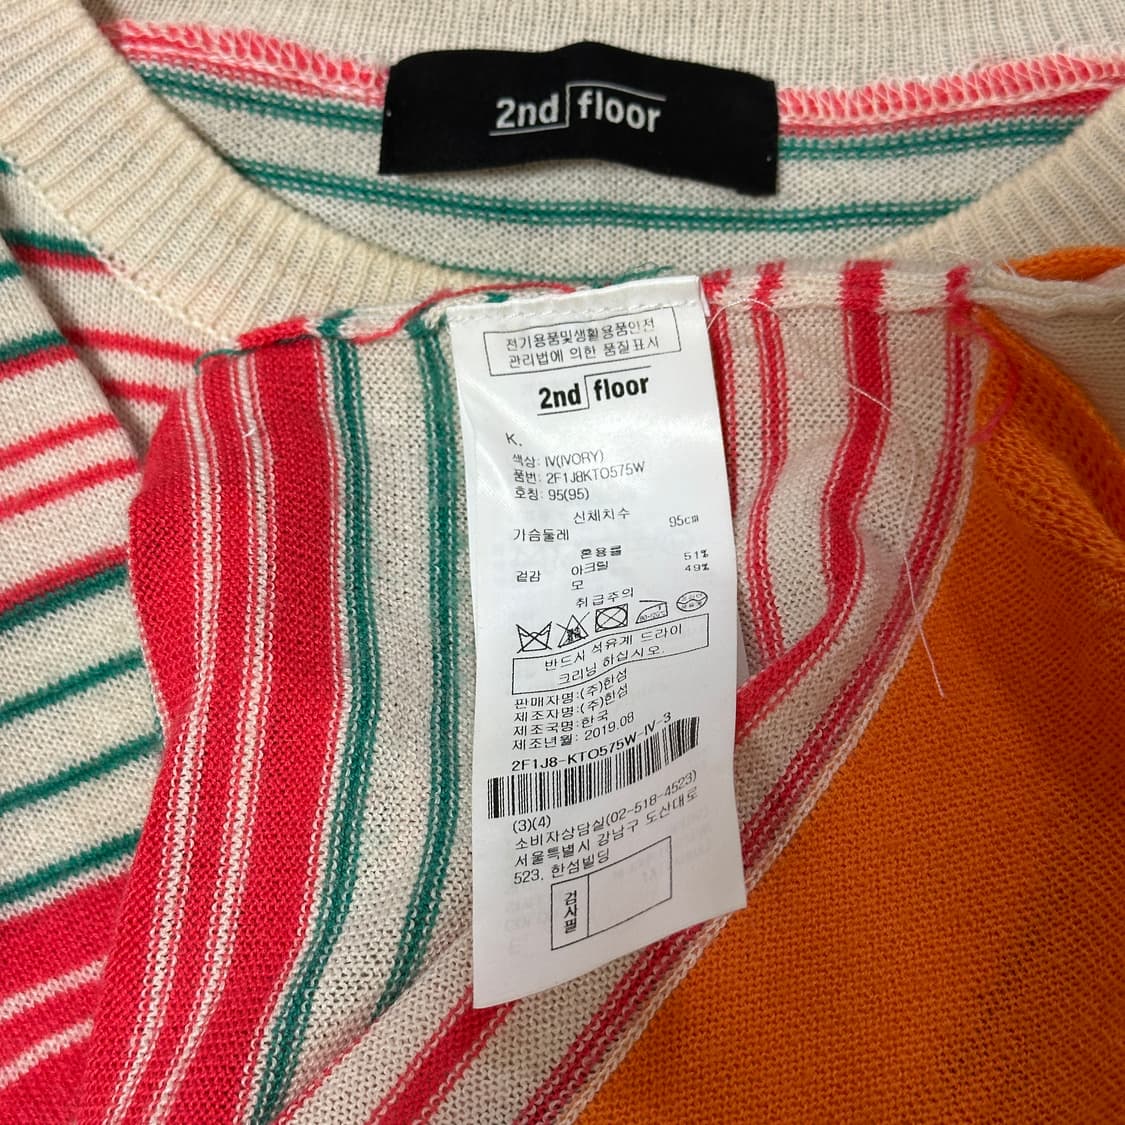 2nd floor
전기용품및생활용품안전
관리법에 의한 품질표시
2nd floor
K.
색상: IV(IVORY)
품번: 2F1J8KTO575W
호칭: 95(95)
신체치수
가슴둘레 95cm
혼용률
겉감 아크릴 51%
모 49%
취급주의
반드시 석유계 드라이
크리닝 하십시오.
판매자명:(주)한섬
제조자명:(주)한섬
제조국명:한국
제조년월: 2019.08
2F1J8-KTO575W-IV-3
(3)(4)
소비자상담실(02-518-4523)
서울특별시 강남구 도산대로
523, 한섬빌딩
검사필